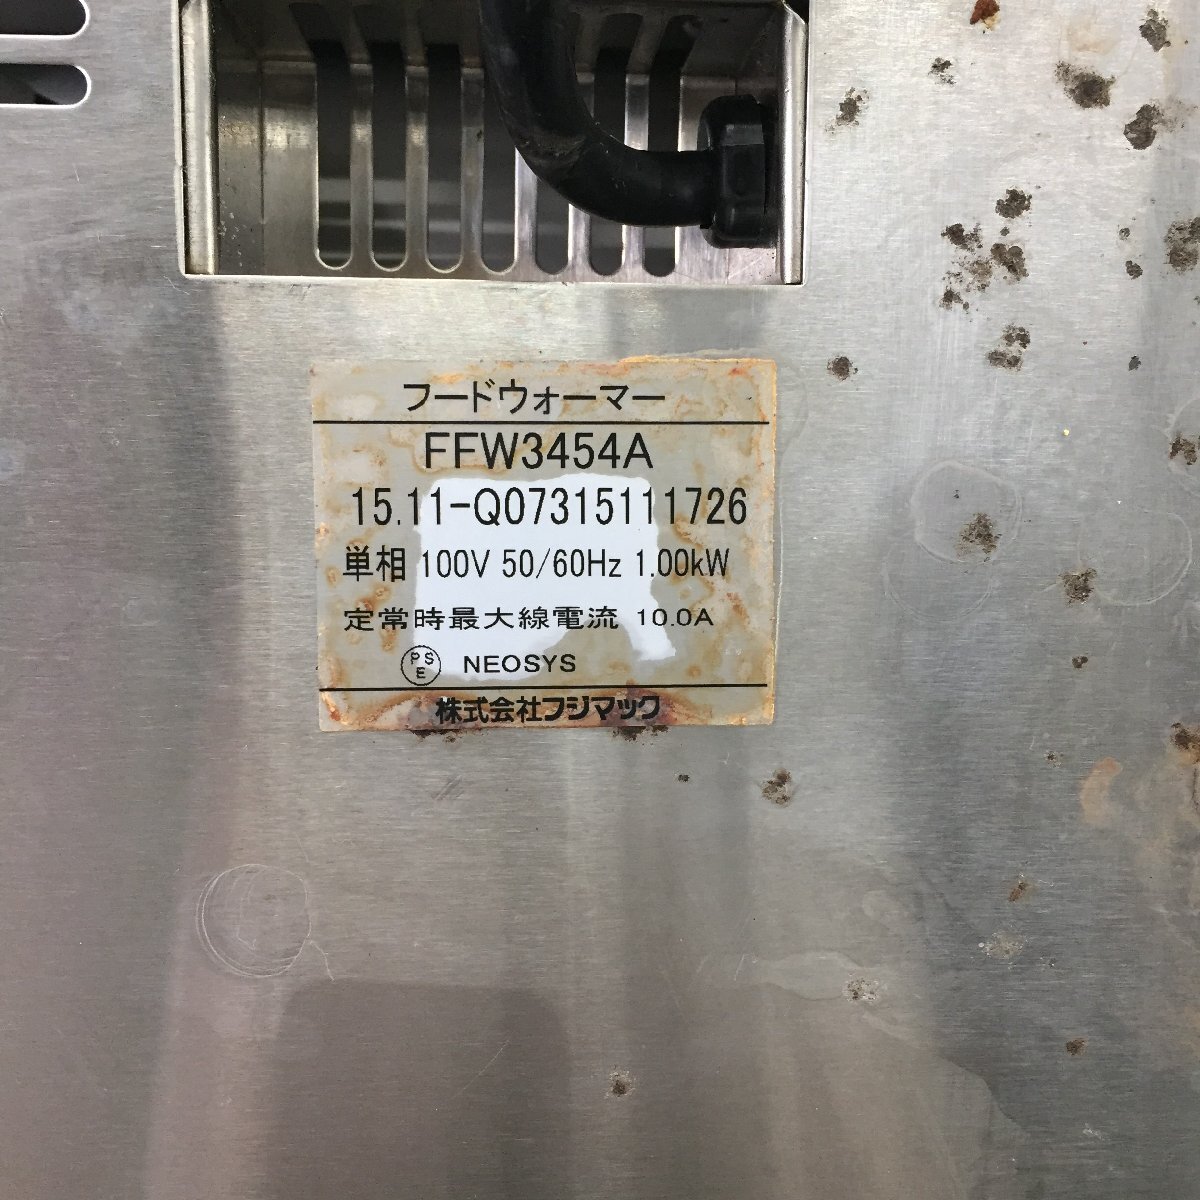 フードウォーマー
FFW3454A
15.11-Q07315111726
単相 100V 50/60Hz 1.00kW
定常時最大線電流 10.0A
PSE NEOSYS
株式会社フジマック